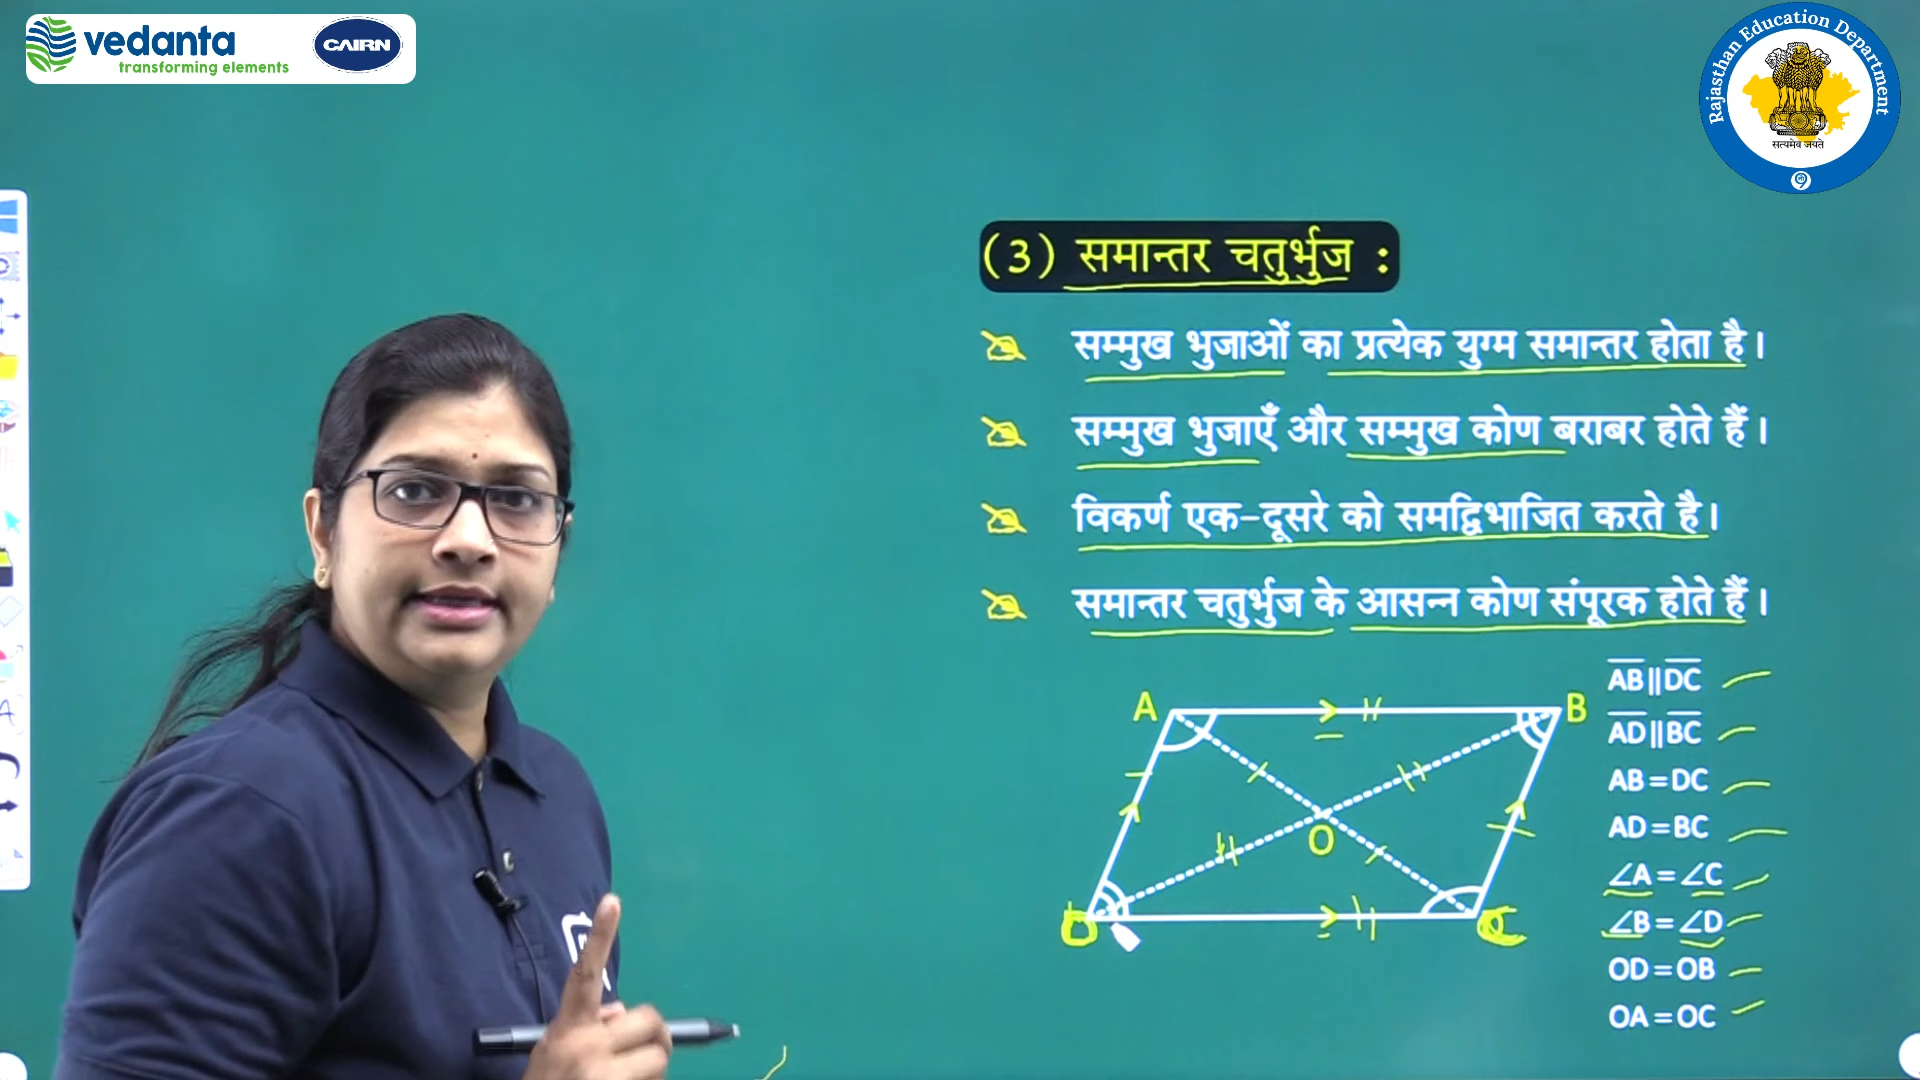 vedanta
transforming elements
CAIRN
Rajasthan Education Department
सत्यमेव जयते
(3) समान्तर चतुर्भुज :
सम्मुख भुजाओं का प्रत्येक युग्म समान्तर होता है।
सम्मुख भुजाएँ और सम्मुख कोण बराबर होते हैं।
विकर्ण एक-दूसरे को समद्विभाजित करते है।
समान्तर चतुर्भुज के आसन्न कोण संपूरक होते हैं।
A
B
O
D
C
AB||DC
AD||BC
AB=DC
AD=BC
∠A=∠C
∠B=∠D
OD=OB
OA=OC